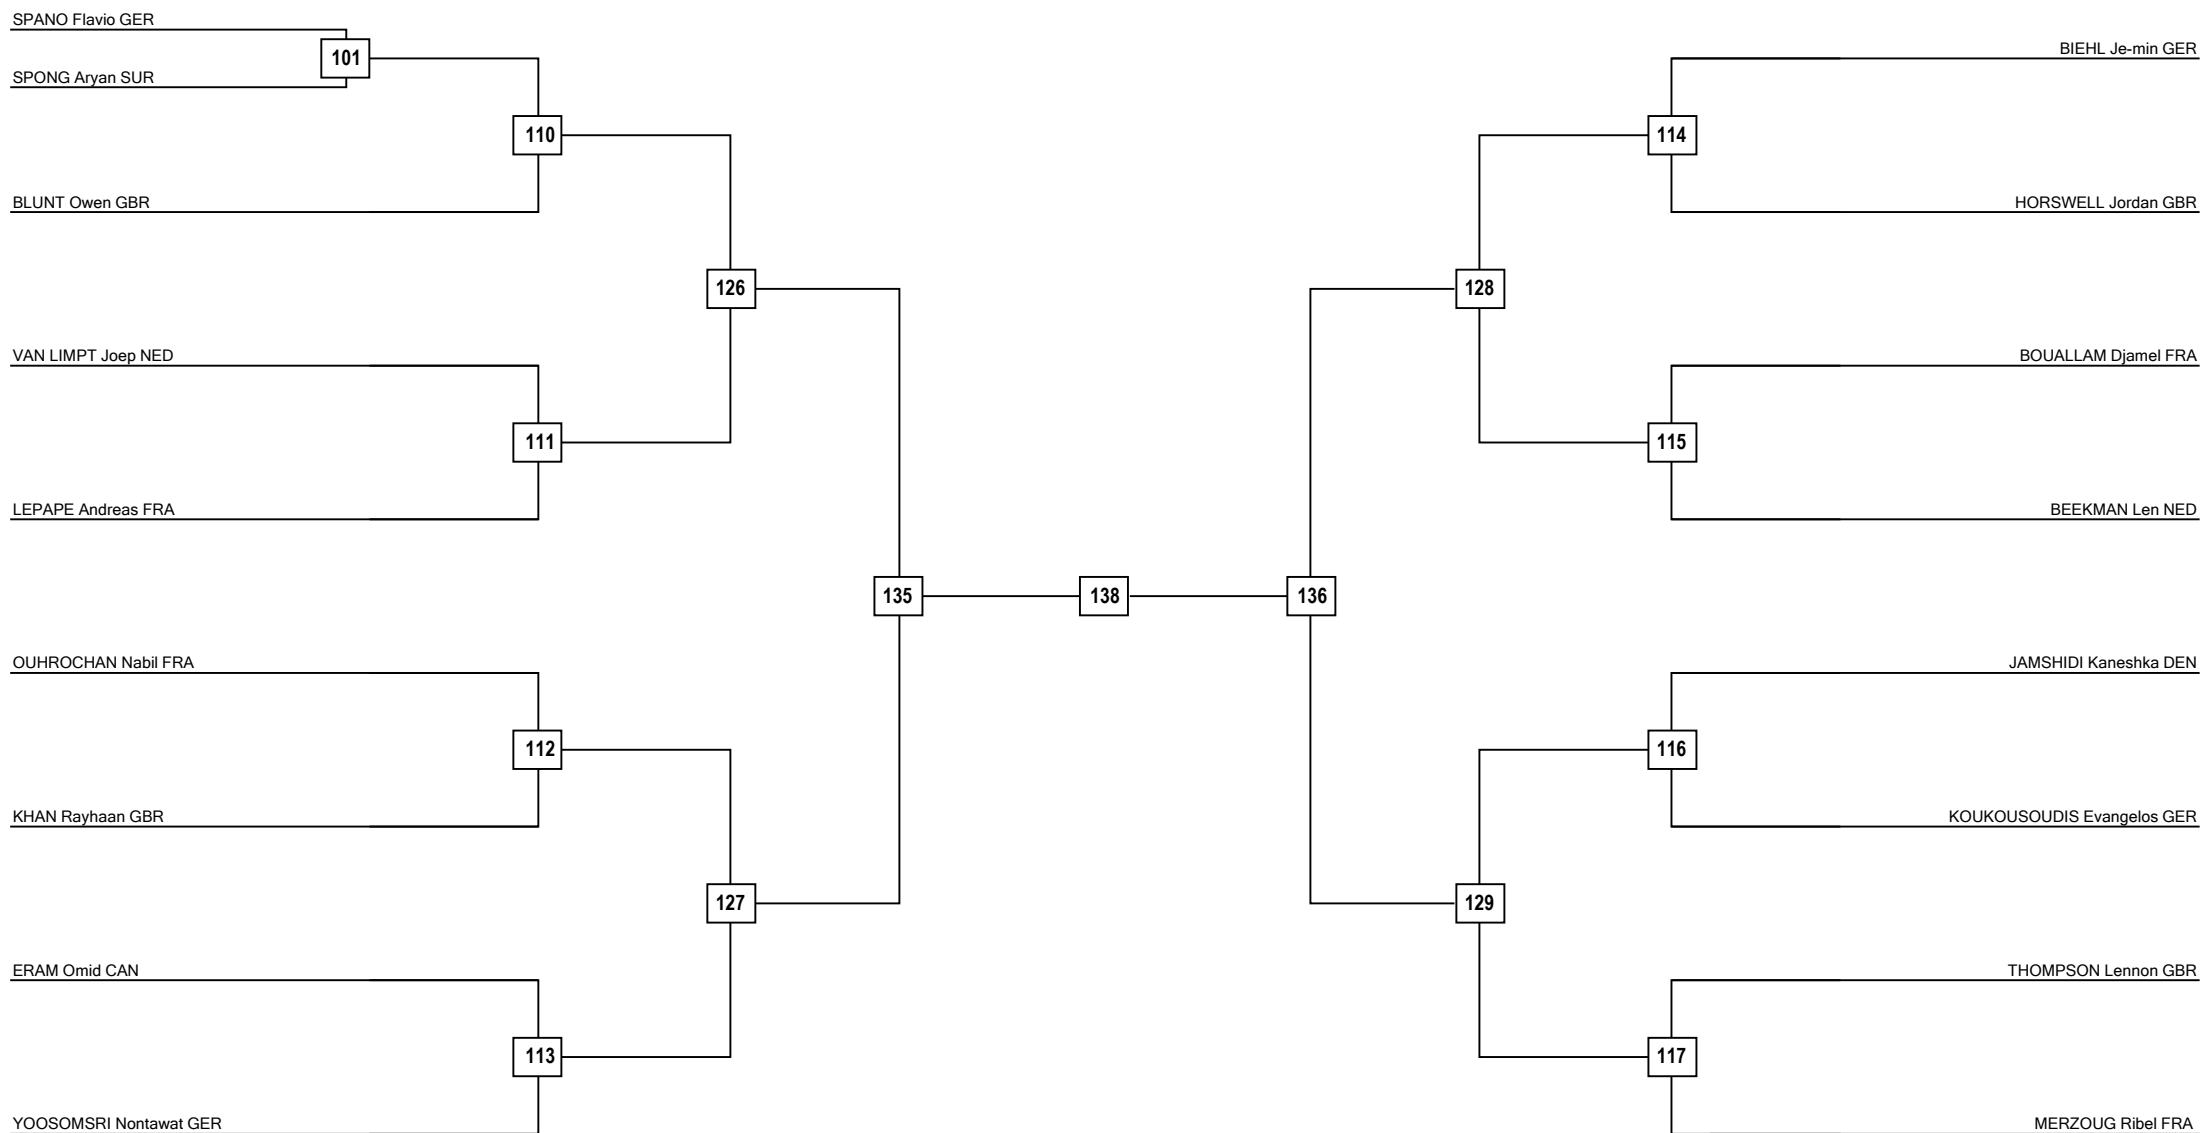 SPANO Flavio GER
101
BIEHL Je-min GER
SPONG Aryan SUR
110
114
BLUNT Owen GBR
HORSWELL Jordan GBR
126
128
VAN LIMPT Joep NED
BOUALLAM Djamel FRA
111
115
LEPAPE Andreas FRA
BEEKMAN Len NED
135
138
136
OUHROCHAN Nabil FRA
JAMSHIDI Kaneshka DEN
112
116
KHAN Rayhaan GBR
KOUKOUSOUDIS Evangelos GER
127
129
ERAM Omid CAN
THOMPSON Lennon GBR
113
117
YOOSOMSRI Nontawat GER
MERZOUG Ribel FRA